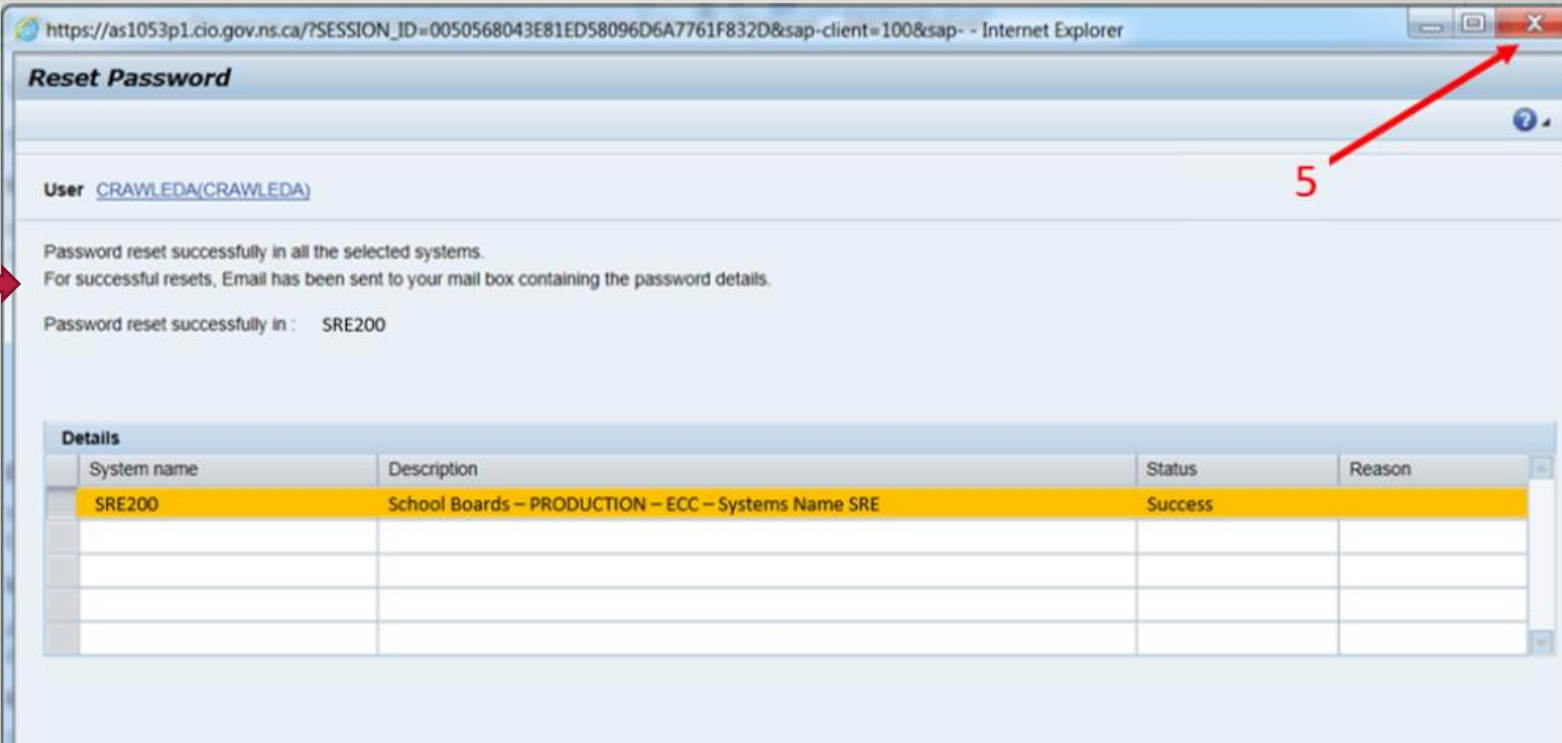 https://as1053p1.cio.gov.ns.ca/?SESSION_ID=0050568043E81ED58096D6A7761F832D&sap-client=100&sap- - Internet Explorer
Reset Password
5
User CRAWLEDA(CRAWLEDA)
Password reset successfully in all the selected systems.
For successful resets, Email has been sent to your mail box containing the password details.
Password reset successfully in : SRE200
Details
System name Description Status Reason
SRE200 School Boards – PRODUCTION – ECC – Systems Name SRE Success